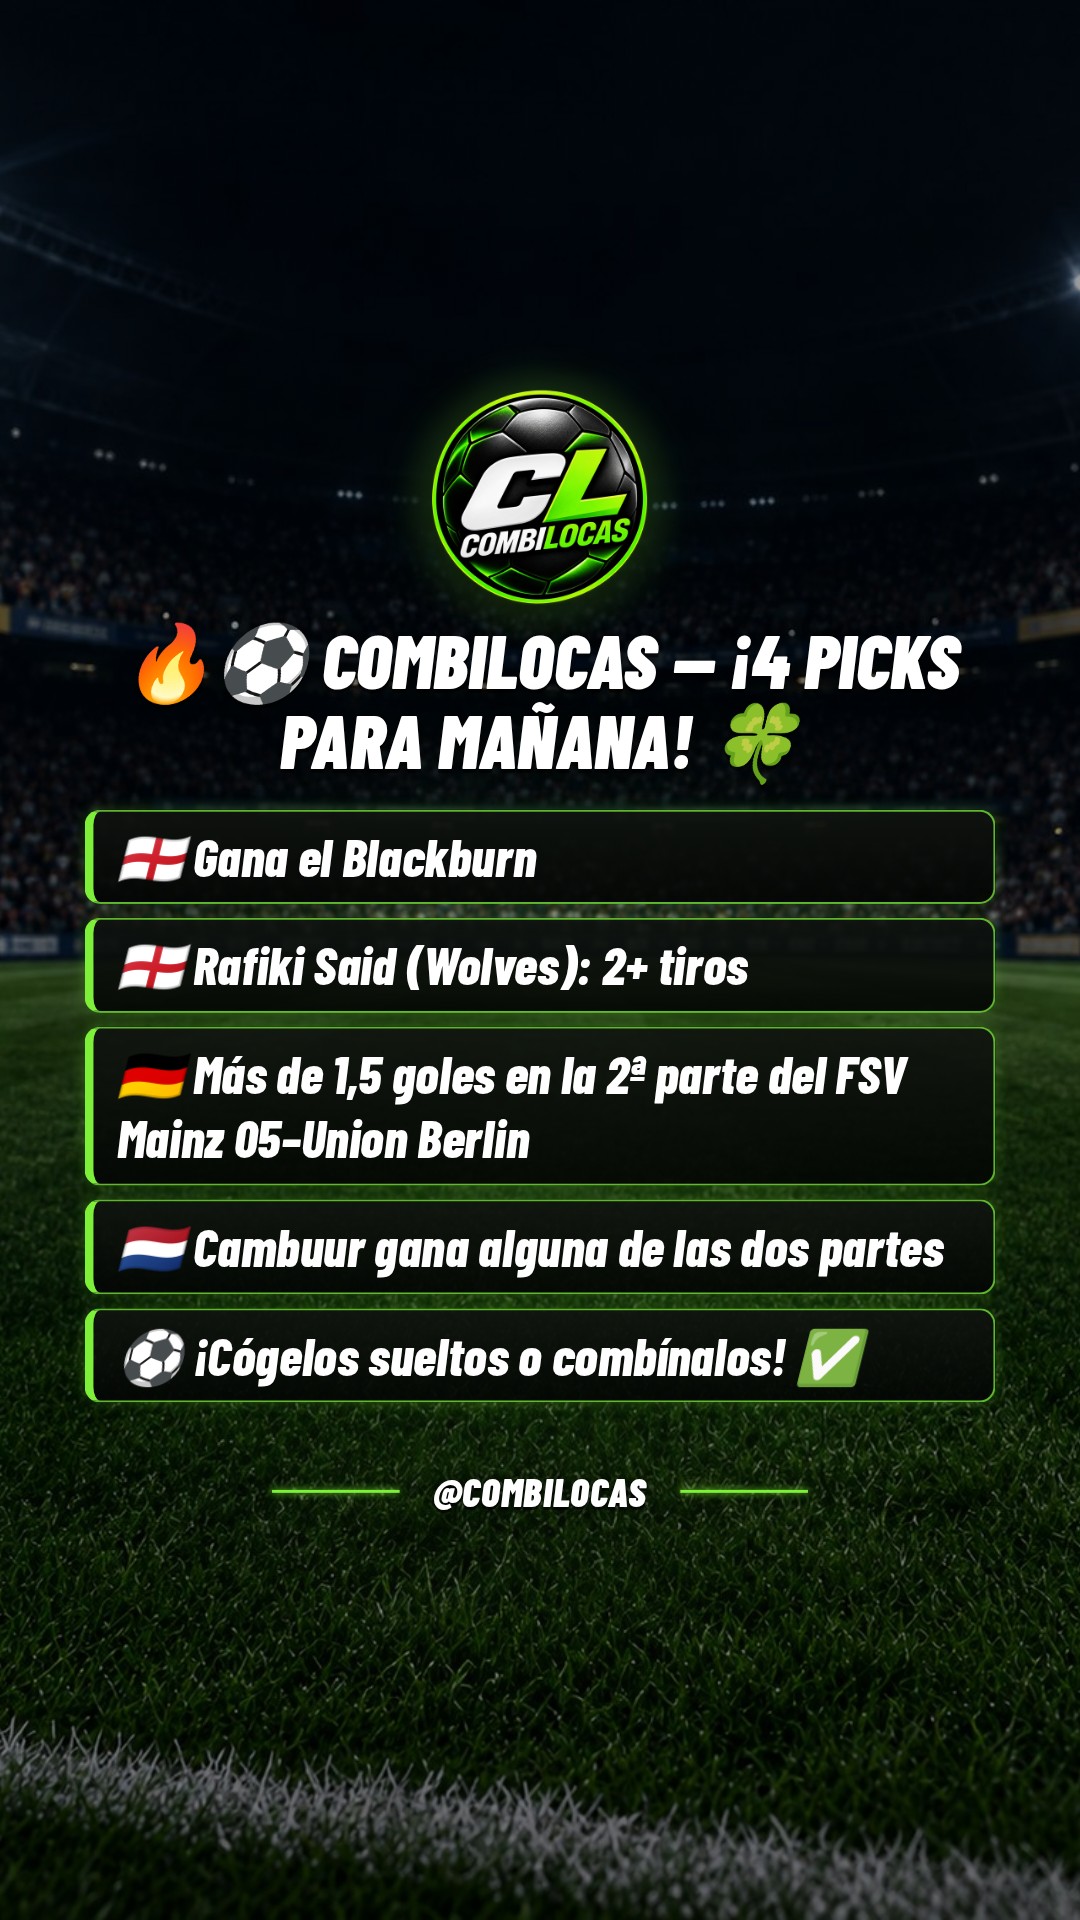 CL
COMBILOCAS
🔥⚽ COMBILOCAS – ¡4 PICKS
PARA MAÑANA! 🍀
🏴󠁧󠁢󠁥󠁮󠁧󠁿 Gana el Blackburn
🏴󠁧󠁢󠁥󠁮󠁧󠁿 Rafiki Said (Wolves): 2+ tiros
🇩🇪 Más de 1,5 goles en la 2ª parte del FSV
Mainz 05-Union Berlin
🇳🇱 Cambuur gana alguna de las dos partes
⚽ ¡Cógelos sueltos o combínalos! ✅
@COMBILOCAS